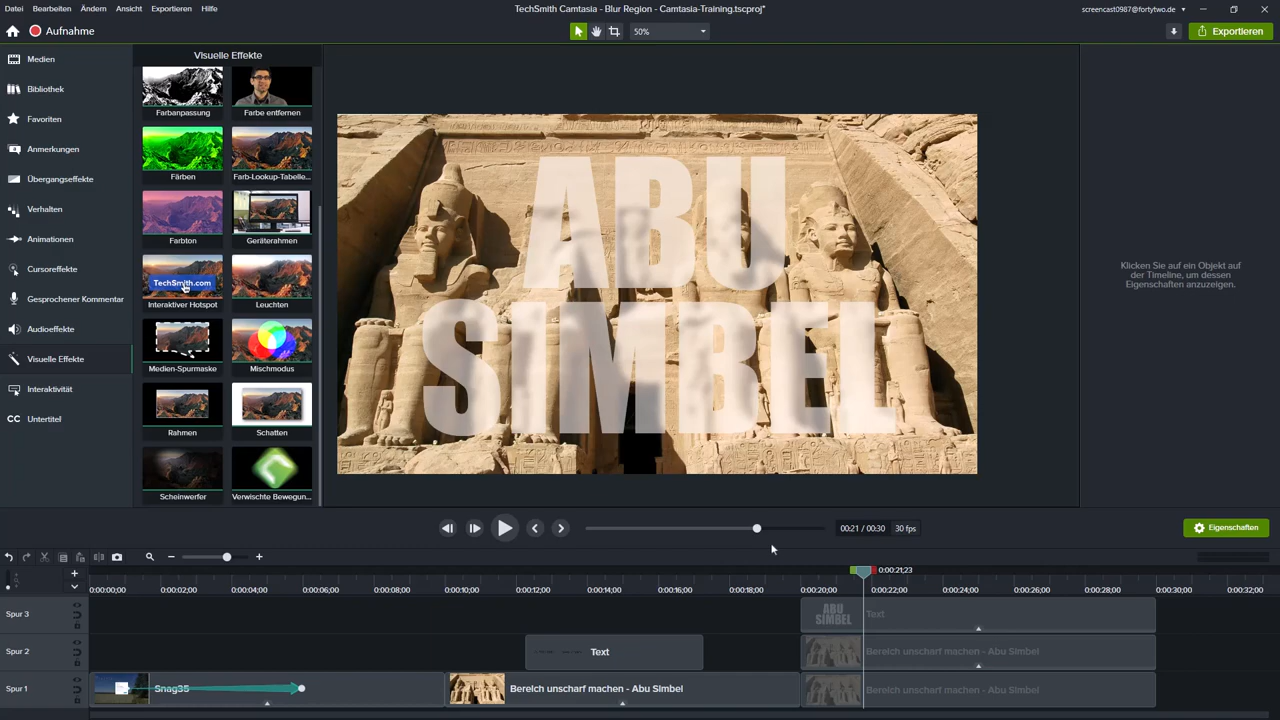 Datei Bearbeiten Ändern Ansicht Exportieren Hilfe
TechSmith Camtasia - Blur Region - Camtasia-Training.tscproj*
screencast0987@fortytwo.de
Aufnahme
50%
Exportieren
Medien
Bibliothek
Favoriten
Anmerkungen
Übergangseffekte
Verhalten
Animationen
Cursoreffekte
Gesprochener Kommentar
Audioeffekte
Visuelle Effekte
Interaktivität
CC Untertitel
Visuelle Effekte
Farbanpassung Farbe entfernen
Färben Farb-Lookup-Tabelle...
Farbton Geräterahmen
TechSmith.com
Interaktiver Hotspot Leuchten
Medien-Spurmaske Mischmodus
Rahmen Schatten
Scheinwerfer Verwischte Bewegun...
ABU
SIMBEL
Klicken Sie auf ein Objekt auf
der Timeline, um dessen
Eigenschaften anzuzeigen.
00:21 / 00:30 30 fps
Eigenschaften
0:00:21;23
0:00:00;00 0:00:02;00 0:00:04;00 0:00:06;00 0:00:08;00 0:00:10;00 0:00:12;00 0:00:14;00 0:00:16;00 0:00:18;00 0:00:20;00 0:00:22;00 0:00:24;00 0:00:26;00 0:00:28;00 0:00:30;00 0:00:32;00
Spur 3
ABU
SIMBEL
Text
Spur 2
Text
Bereich unscharf machen - Abu Simbel
Spur 1
Snag35
Bereich unscharf machen - Abu Simbel
Bereich unscharf machen - Abu Simbel